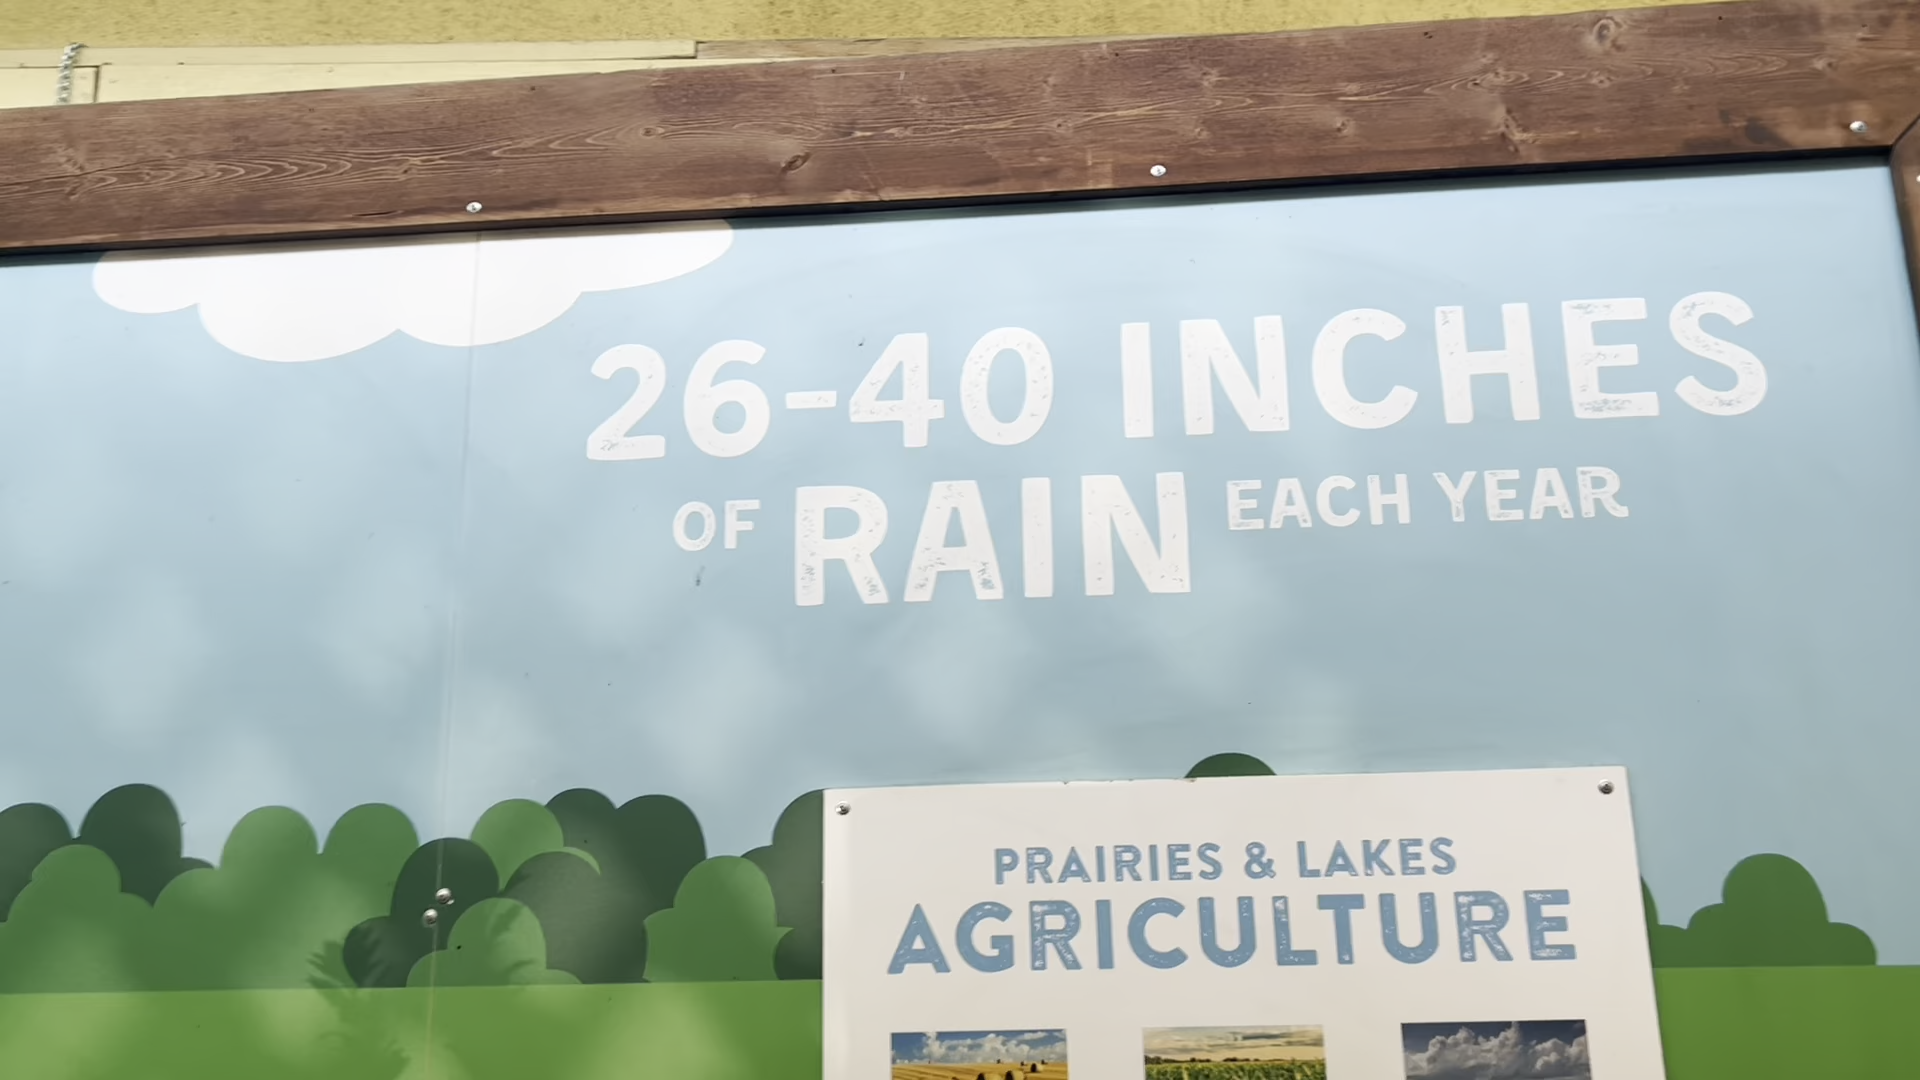 26-40 INCHES
OF RAIN EACH YEAR
PRAIRIES & LAKES
AGRICULTURE